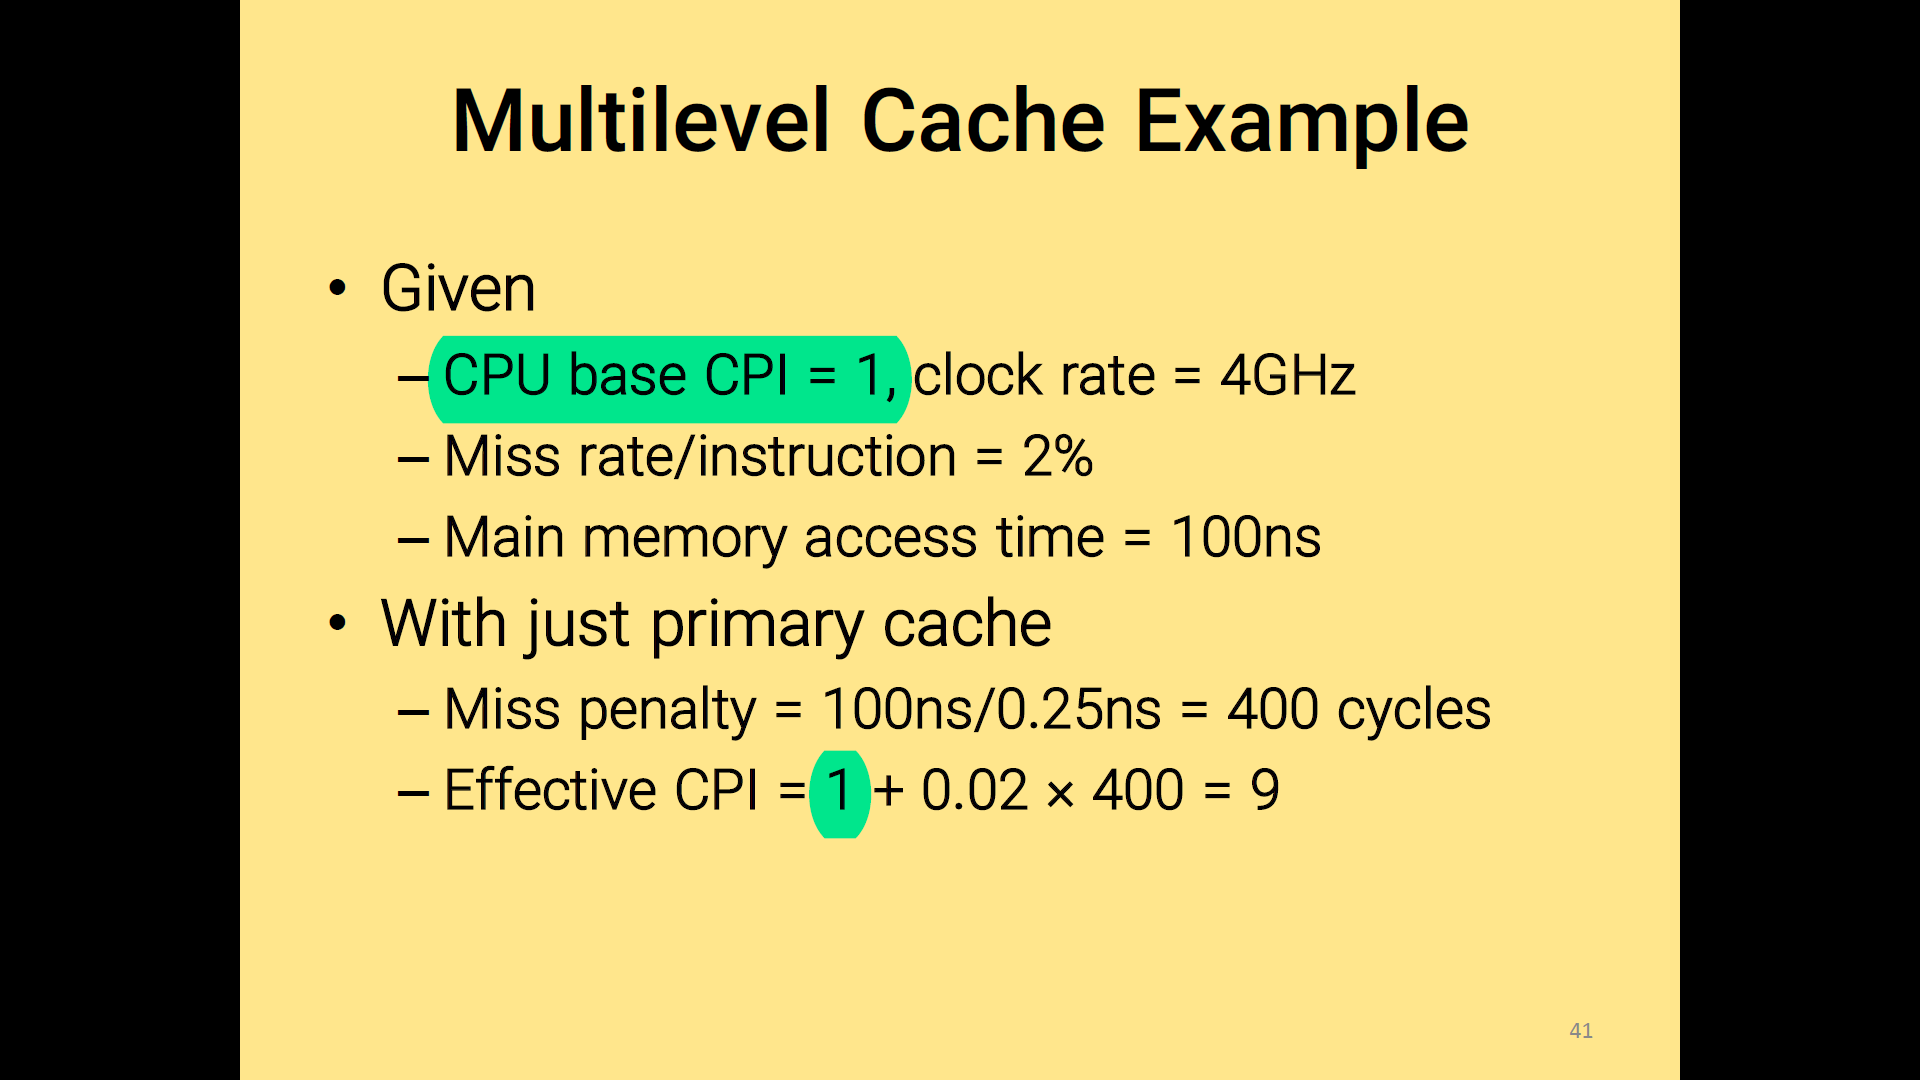 Multilevel Cache Example
• Given
– CPU base CPI = 1, clock rate = 4GHz
– Miss rate/instruction = 2%
– Main memory access time = 100ns
• With just primary cache
– Miss penalty = 100ns/0.25ns = 400 cycles
– Effective CPI = 1 + 0.02 × 400 = 9
41